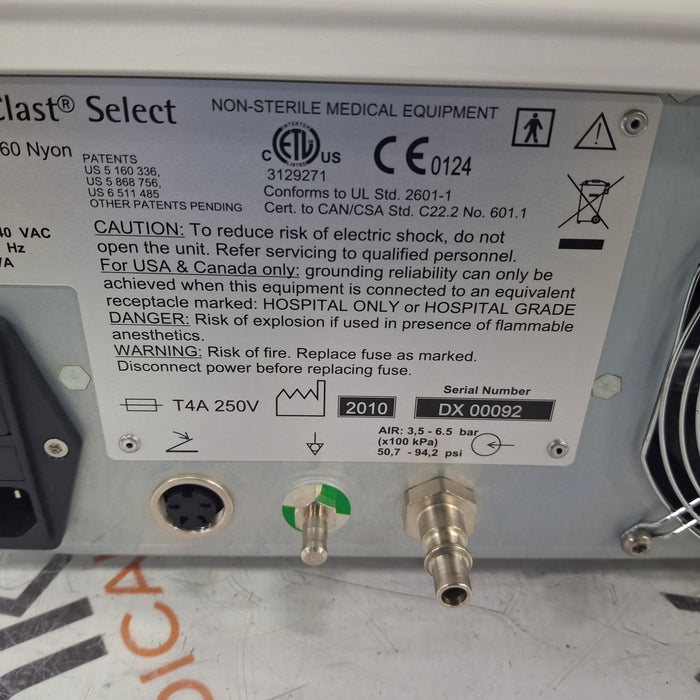 Clast® Select
NON-STERILE MEDICAL EQUIPMENT
60 Nyon
PATENTS
US 5 160 336,
US 5 868 756,
US 6 511 485
OTHER PATENTS PENDING
INTERTEK
C ETL US
LISTED
3129271
CE 0124
Conforms to UL Std. 2601-1
Cert. to CAN/CSA Std. C22.2 No. 601.1
40 VAC
Hz
VA
CAUTION: To reduce risk of electric shock, do not
open the unit. Refer servicing to qualified personnel.
For USA & Canada only: grounding reliability can only be
achieved when this equipment is connected to an equivalent
receptacle marked: HOSPITAL ONLY or HOSPITAL GRADE
DANGER: Risk of explosion if used in presence of flammable
anesthetics.
WARNING: Risk of fire. Replace fuse as marked.
Disconnect power before replacing fuse.
T4A 250V
2010
Serial Number
DX 00092
AIR: 3,5 - 6.5 bar
(x100 kPa)
50,7 - 94,2 psi